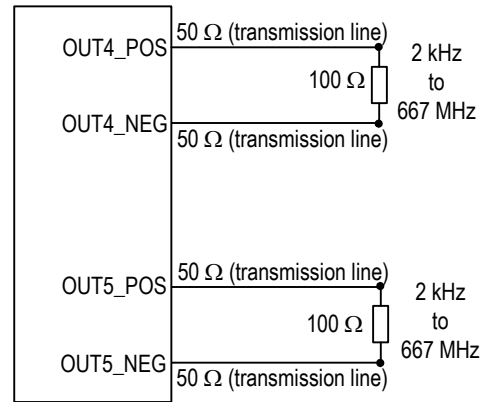 50 Ω (transmission line)
OUT4_POS
2 kHz
100 Ω
to
667 MHz
OUT4_NEG
50 Ω (transmission line)
50 Ω (transmission line)
OUT5_POS
2 kHz
100 Ω
to
667 MHz
OUT5_NEG
50 Ω (transmission line)